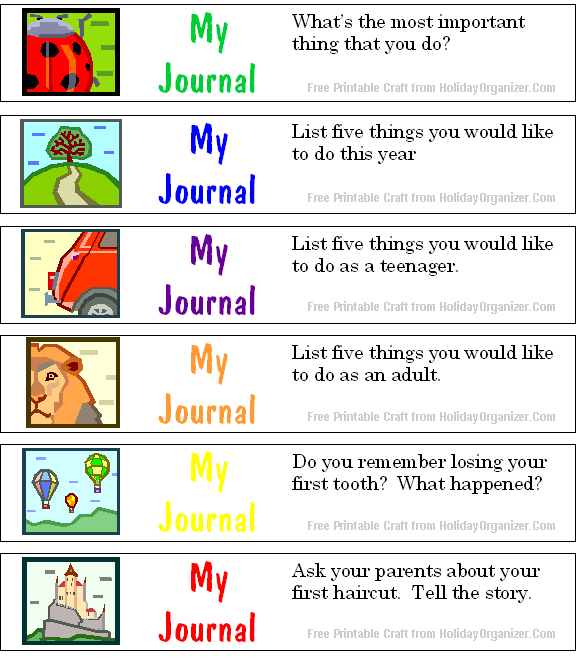 My
Journal
What's the most important
thing that you do?
Free Printable Craft from HolidayOrganizer.Com
My
Journal
List five things you would like
to do this year
Free Printable Craft from HolidayOrganizer.Com
My
Journal
List five things you would like
to do as a teenager.
Free Printable Craft from HolidayOrganizer.Com
My
Journal
List five things you would like
to do as an adult.
Free Printable Craft from HolidayOrganizer.Com
My
Journal
Do you remember losing your
first tooth?  What happened?
Free Printable Craft from HolidayOrganizer.Com
My
Journal
Ask your parents about your
first haircut.  Tell the story.
Free Printable Craft from HolidayOrganizer.Com